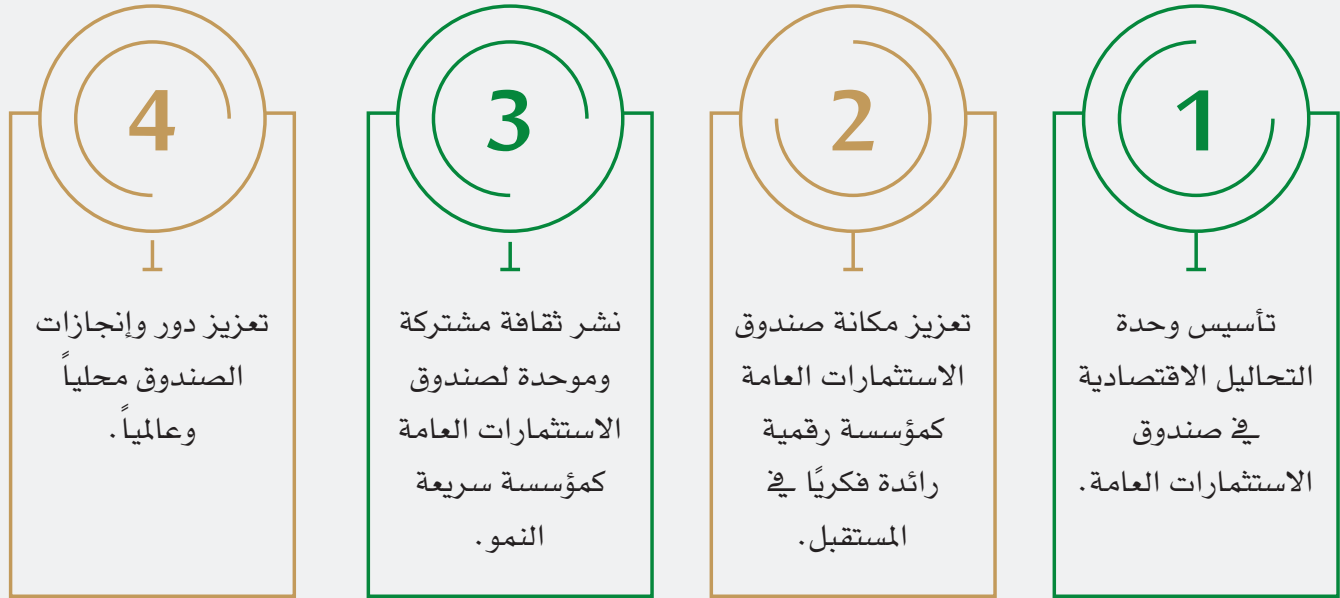 1
تأسيس وحدة
التحاليل الاقتصادية
في صندوق
الاستثمارات العامة.
2
تعزيز مكانة صندوق
الاستثمارات العامة
كمؤسسة رقمية
رائدة فكريًا في
المستقبل.
3
نشر ثقافة مشتركة
وموحدة لصندوق
الاستثمارات العامة
كمؤسسة سريعة
النمو.
4
تعزيز دور وإنجازات
الصندوق محلياً
وعالمياً.